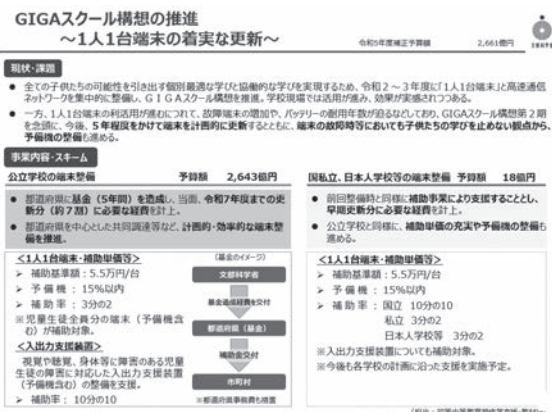 GIGAスクール構想の推進
～1人1台端末の着実な更新～
令和5年度補正予算額 2,661億円
現状・課題
● 全ての子供たちの可能性を引き出す個別最適な学びと協働的な学びを実現するため、令和２～３年度に「１人１台端末」と高速通信
ネットワークを集中的に整備し、ＧＩＧＡスクール構想を推進。学校現場では活用が進み、効果が実感されつつある。
● 一方、1人1台端末の利活用が進むにつれて、故障端末の増加や、バッテリーの耐用年数が迫るなどしており、GIGAスクール構想第２期
を念頭に、今後、５年程度をかけて端末を計画的に更新するとともに、端末の故障時等においても子供たちの学びを止めない観点から、
予備機の整備も進める。
事業内容・スキーム
公立学校の端末整備 予算額 2,643億円
● 都道府県に基金（5年間）を造成し、当面、令和7年度までの更
新分（約７割）に必要な経費を計上。
● 都道府県を中心とした共同調達等など、計画的・効率的な端末整
備を推進。
＜1人1台端末・補助単価等＞
➢ 補助基準額：5.5万円/台
➢ 予備機：15%以内
➢ 補助率：3分の2
※児童生徒全員分の端末（予備機含
む）が補助対象。
＜入出力支援装置＞
視覚や聴覚、身体等に障害のある児童
生徒の障害に対応した入出力支援装置
（予備機含む）の整備を支援。
➢ 補助率：10分の10
（基金のイメージ）
文部科学省
基金造成経費を交付
都道府県（基金）
補助金交付
市町村
※都道府県事務費も措置
国私立、日本人学校等の端末整備 予算額 18億円
● 前回整備時と同様に補助事業により支援することとし、
早期更新分に必要な経費を計上。
● 公立学校と同様に、補助単価の充実や予備機の整備も
進める。
＜1人1台端末・補助単価等＞
➢ 補助基準額：5.5万円/台
➢ 予備機：15%以内
➢ 補助率：国立 10分の10
私立 3分の2
日本人学校等 3分の2
※入出力支援装置についても補助対象。
※今後も各学校の計画に沿った支援を実施予定。